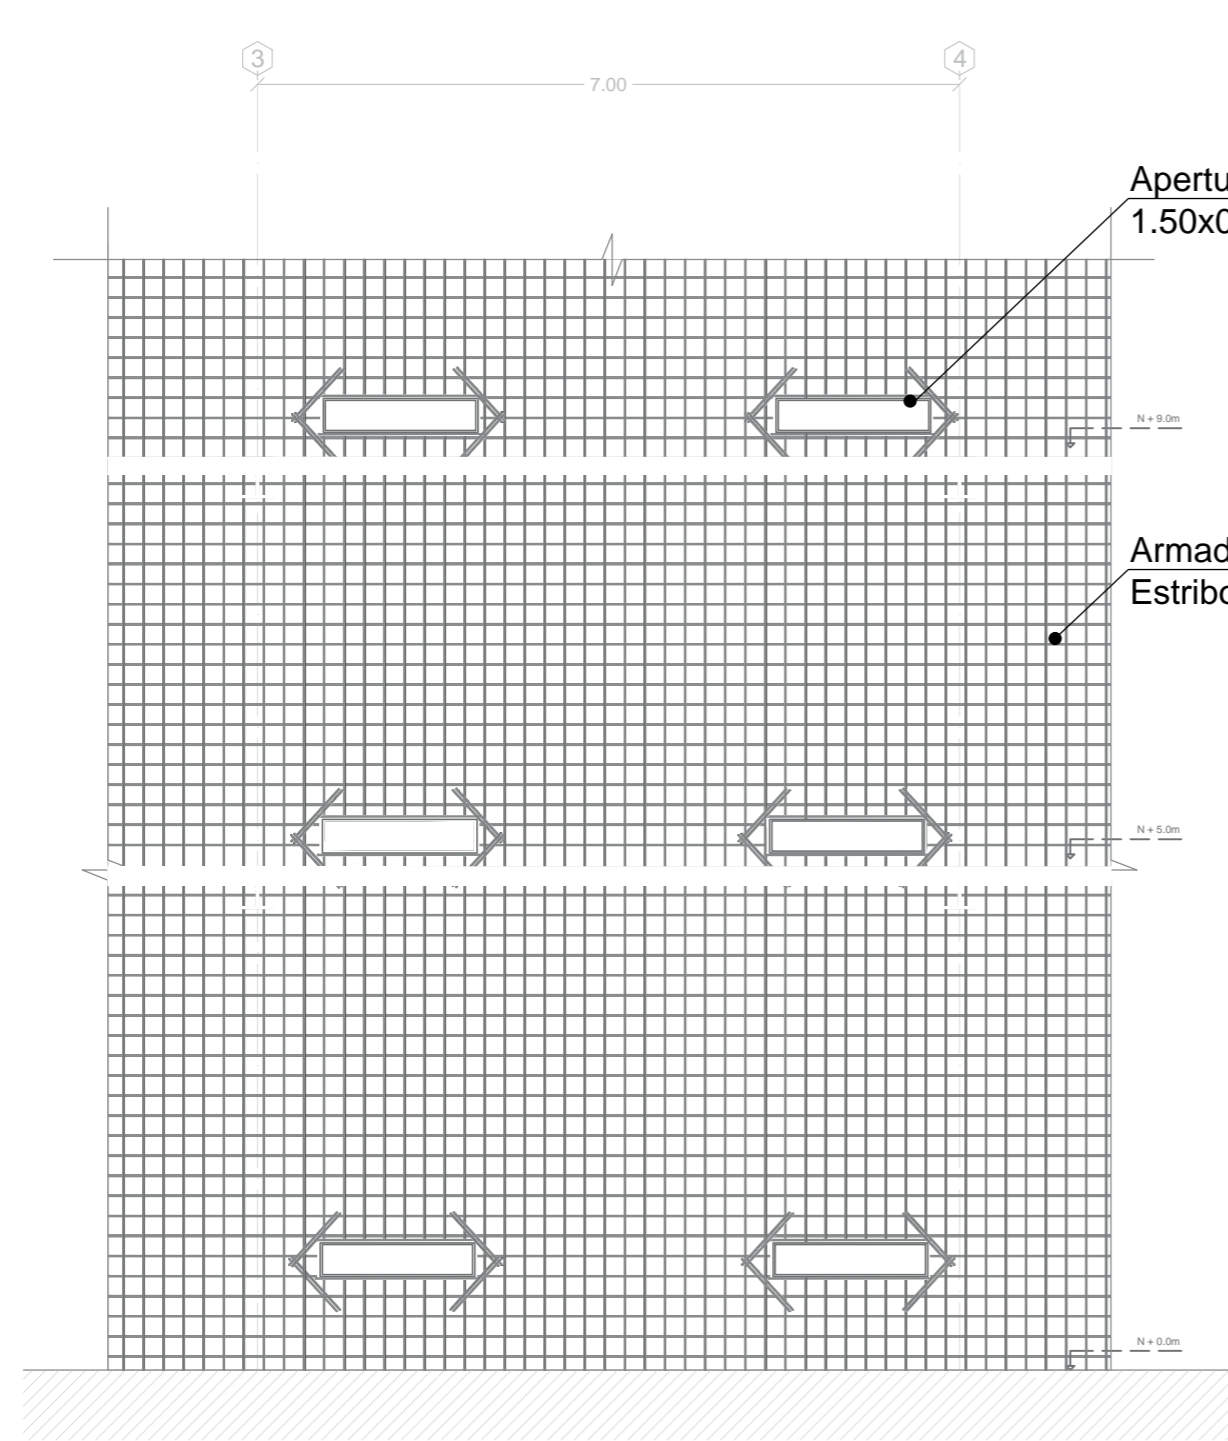 3
4
7.00
Apertu
1.50x0
N + 9.0m
Armad
Estribo
N + 5.0m
N + 0.0m